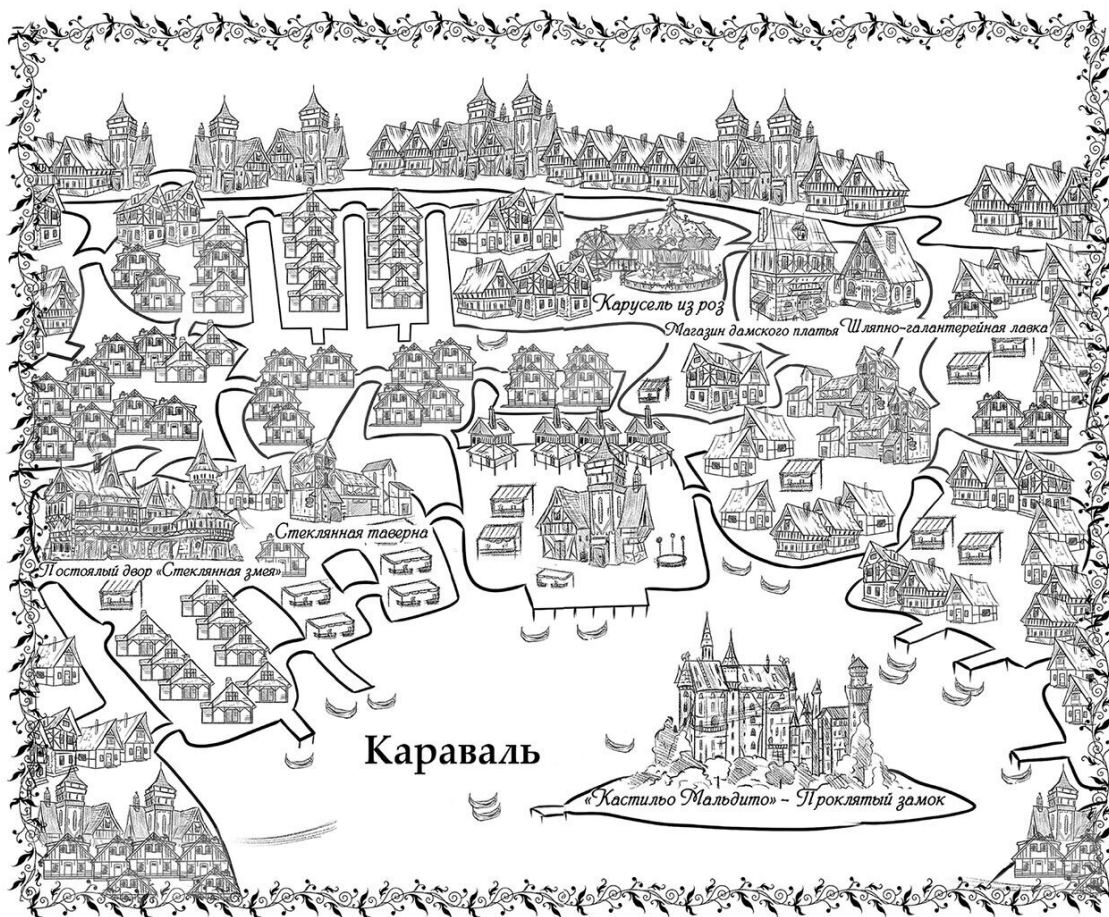 Карусель из роз
Магазин дамского платья
Шляпно-галантерейная лавка
Стеклянная таверна
Постоялый двор «Стеклянная змея»
Караваль
«Кастильо Мальдито» - Проклятый замок